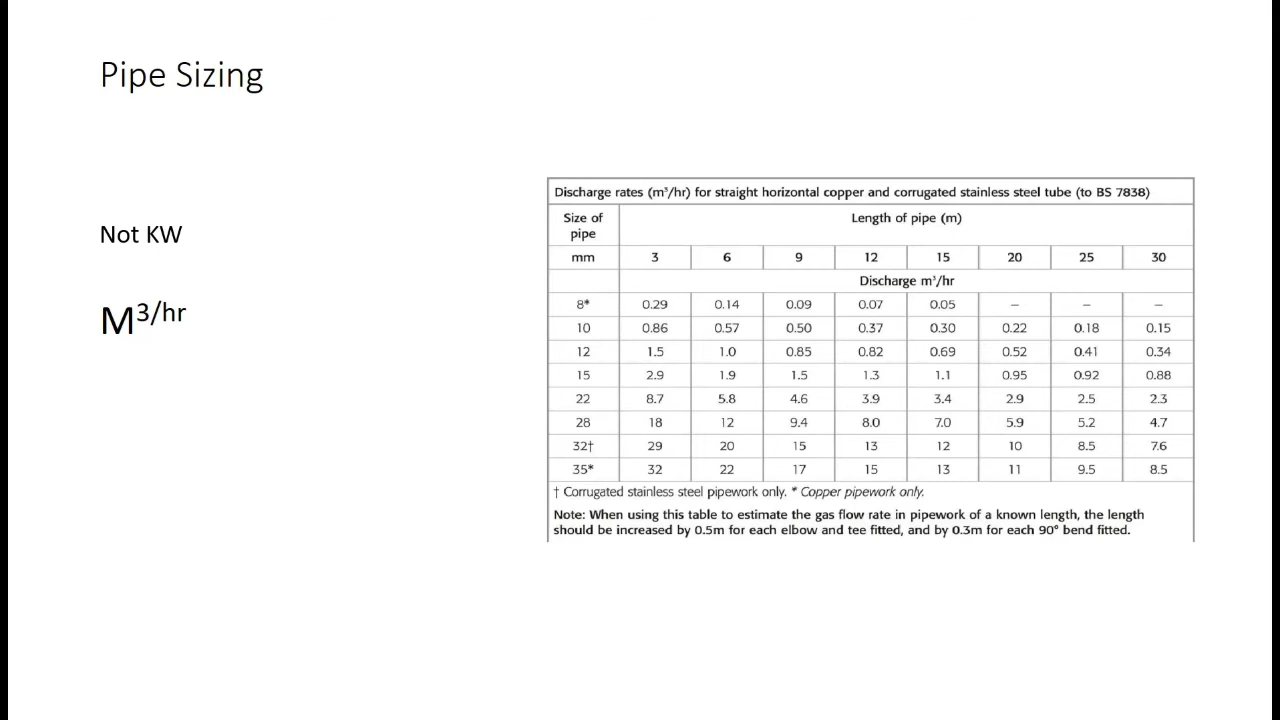 Pipe Sizing
Not KW
M3/hr
Discharge rates (m³/hr) for straight horizontal copper and corrugated stainless steel tube (to BS 7838)
Size of pipe Length of pipe (m)
mm 3 6 9 12 15 20 25 30
Discharge m³/hr
8* 0.29 0.14 0.09 0.07 0.05 – – –
10 0.86 0.57 0.50 0.37 0.30 0.22 0.18 0.15
12 1.5 1.0 0.85 0.82 0.69 0.52 0.41 0.34
15 2.9 1.9 1.5 1.3 1.1 0.95 0.92 0.88
22 8.7 5.8 4.6 3.9 3.4 2.9 2.5 2.3
28 18 12 9.4 8.0 7.0 5.9 5.2 4.7
32† 29 20 15 13 12 10 8.5 7.6
35* 32 22 17 15 13 11 9.5 8.5
† Corrugated stainless steel pipework only. * Copper pipework only.
Note: When using this table to estimate the gas flow rate in pipework of a known length, the length
should be increased by 0.5m for each elbow and tee fitted, and by 0.3m for each 90° bend fitted.